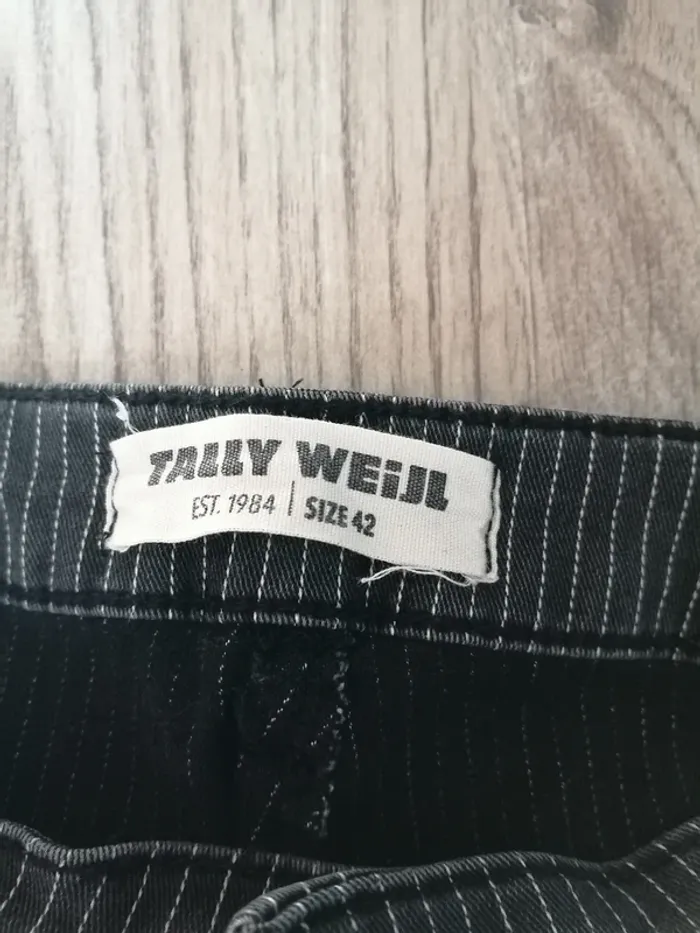 TALLY WEiJL
EST. 1984 | SIZE 42